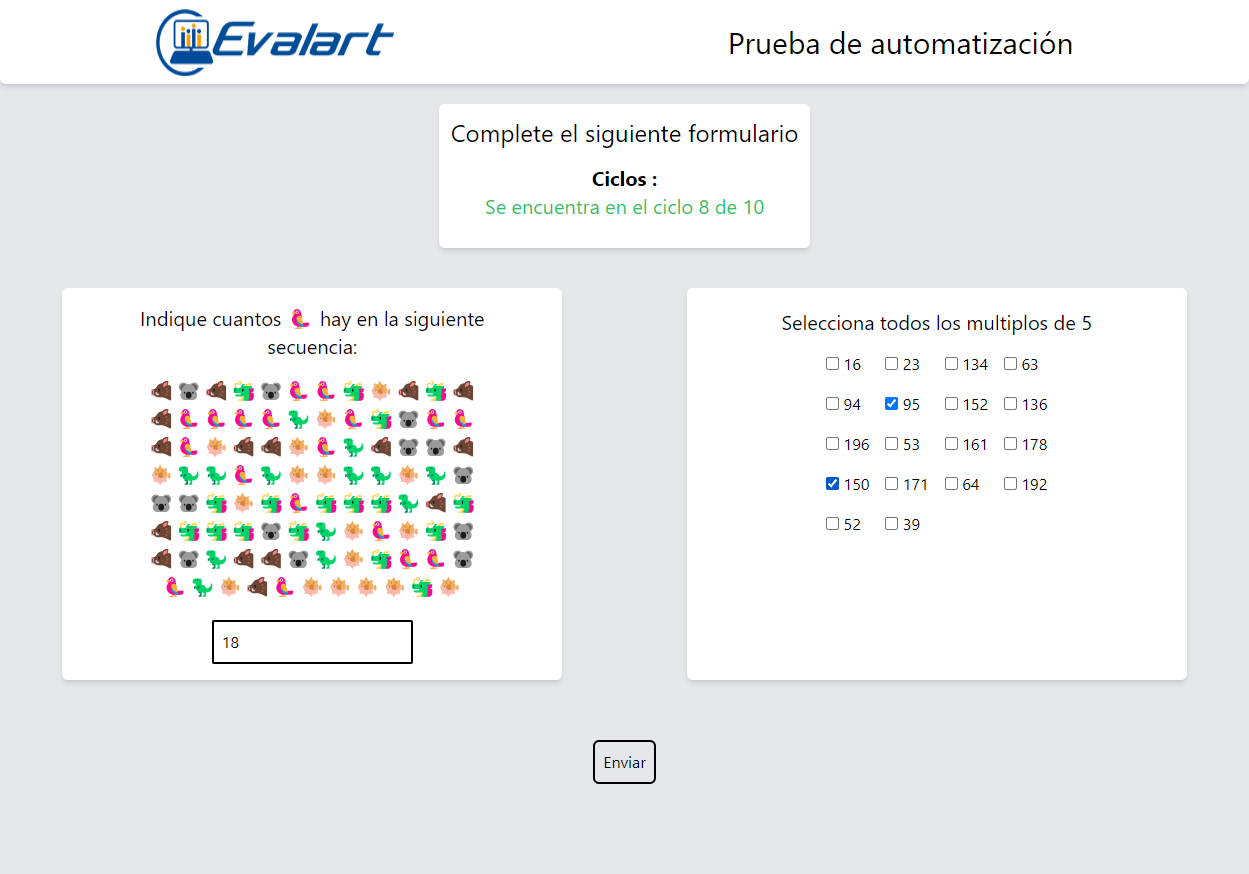 Evalart
Prueba de automatización
Complete el siguiente formulario
Ciclos :
Se encuentra en el ciclo 8 de 10
Indique cuantos 🦜 hay en la siguiente
secuencia:
18
Selecciona todos los multiplos de 5
16 23 134 63
94 95 152 136
196 53 161 178
150 171 64 192
52 39
Enviar